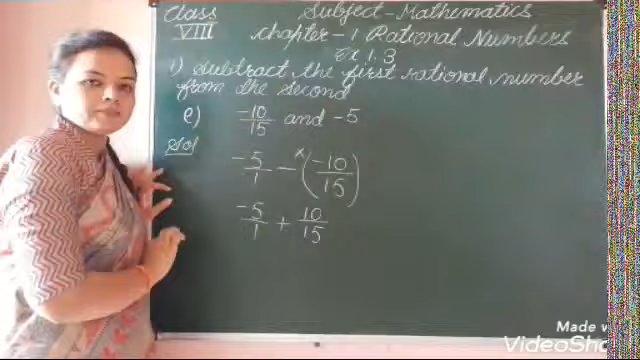 Class Subject-Mathematics
VIII Chapter-1 Rational Numbers
Ex 1.3
1) Subtract the first rational number
from the second
e) -10/15 and -5
Sol
-5/1 - × (-10/15)
-5/1 + 10/15
Made w
VideoSho